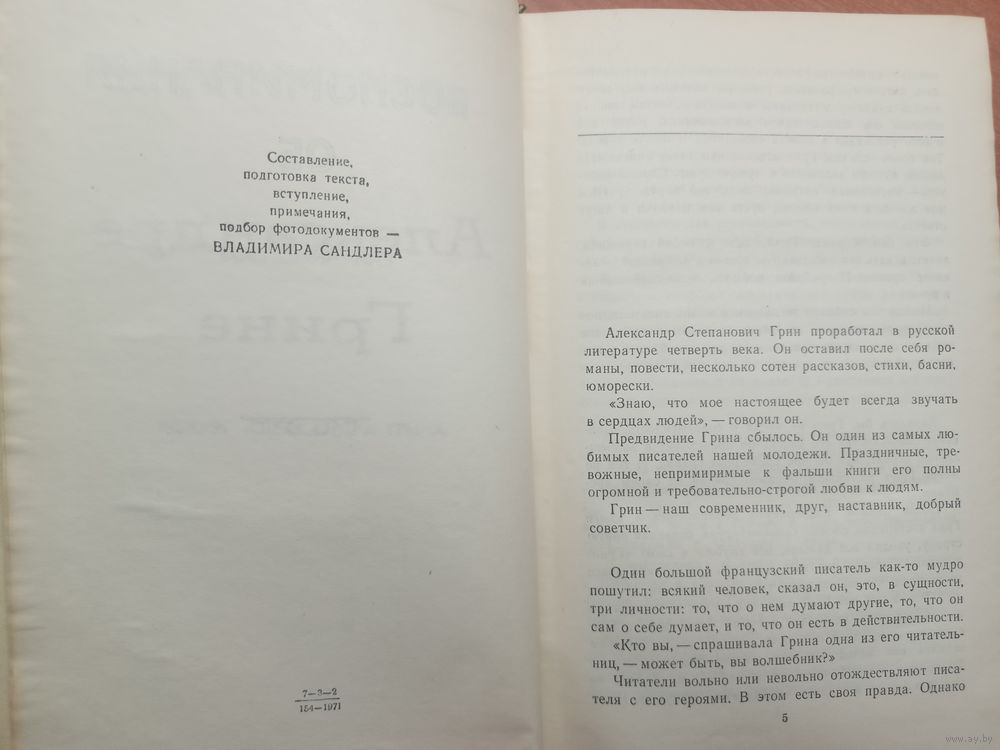 Составление,
подготовка текста,
вступление,
примечания,
подбор фотодокументов —
ВЛАДИМИРА САНДЛЕРА
7—3—2
184—1971
Александр Степанович Грин проработал в русской
литературе четверть века. Он оставил после себя ро-
маны, повести, несколько сотен рассказов, стихи, басни,
юморески.
«Знаю, что мое настоящее будет всегда звучать
в сердцах людей», — говорил он.
Предвидение Грина сбылось. Он один из самых лю-
бимых писателей нашей молодежи. Праздничные, тре-
вожные, непримиримые к фальши книги его полны
огромной и требовательно-строгой любви к людям.
Грин — наш современник, друг, наставник, добрый
советчик.
Один большой французский писатель как-то мудро
пошутил: всякий человек, сказал он, это, в сущности,
три личности: то, что о нем думают другие, то, что он
сам о себе думает, и то, что он есть в действительности.
«Кто вы, — спрашивала Грина одна из его читатель-
ниц, — может быть, вы волшебник?»
Читатели вольно или невольно отождествляют писа-
теля с его героями. В этом есть своя правда. Однако
5
www.ay.by